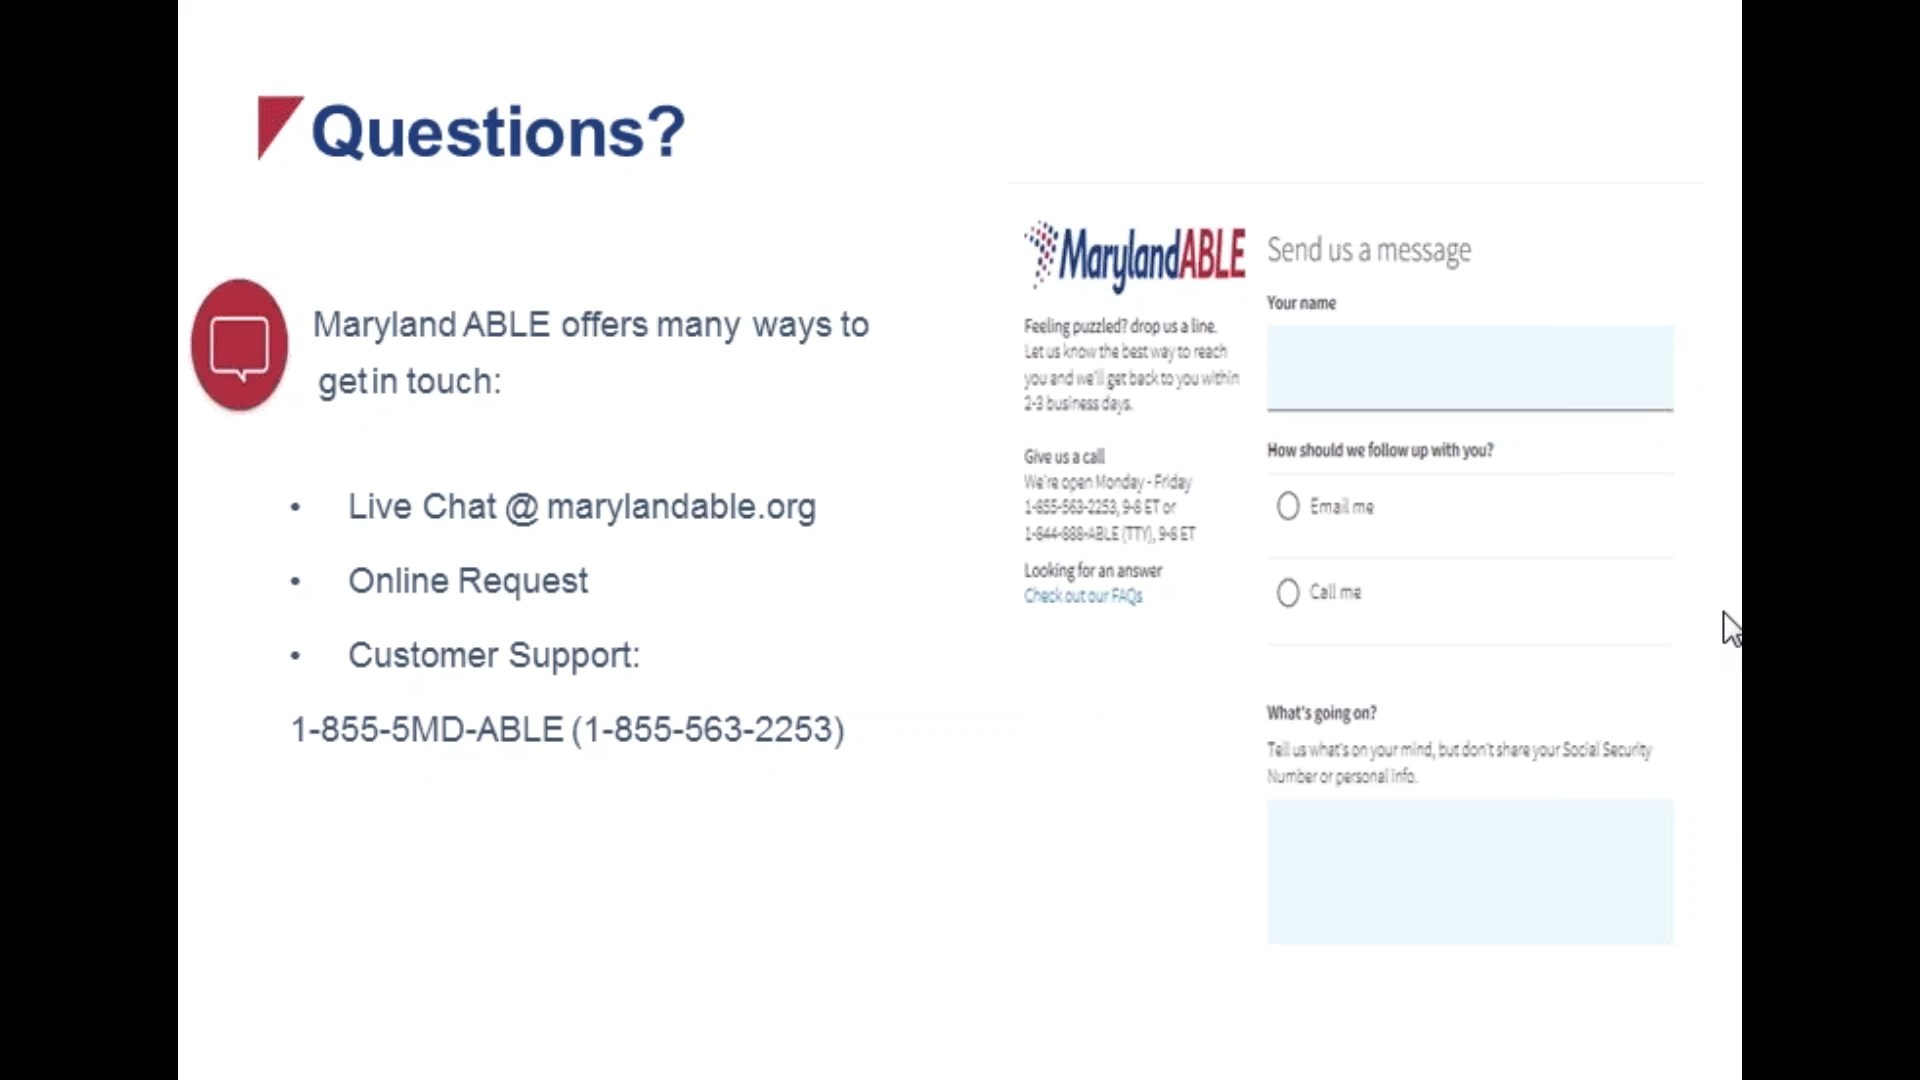 Questions?
Maryland ABLE offers many ways to
get in touch:
• Live Chat @ marylandable.org
• Online Request
• Customer Support:
1-855-5MD-ABLE (1-855-563-2253)
MarylandABLE
Feeling puzzled? drop us a line.
Let us know the best way to reach
you and we'll get back to you within
2-3 business days.
Give us a call
We're open Monday - Friday
1-855-563-2253, 9-8 ET or
1-844-888-ABLE (TTY), 9-8 ET
Looking for an answer
Check out our FAQs
Send us a message
Your name
How should we follow up with you?
Email me
Call me
What's going on?
Tell us what's on your mind, but don't share your Social Security
Number or personal info.